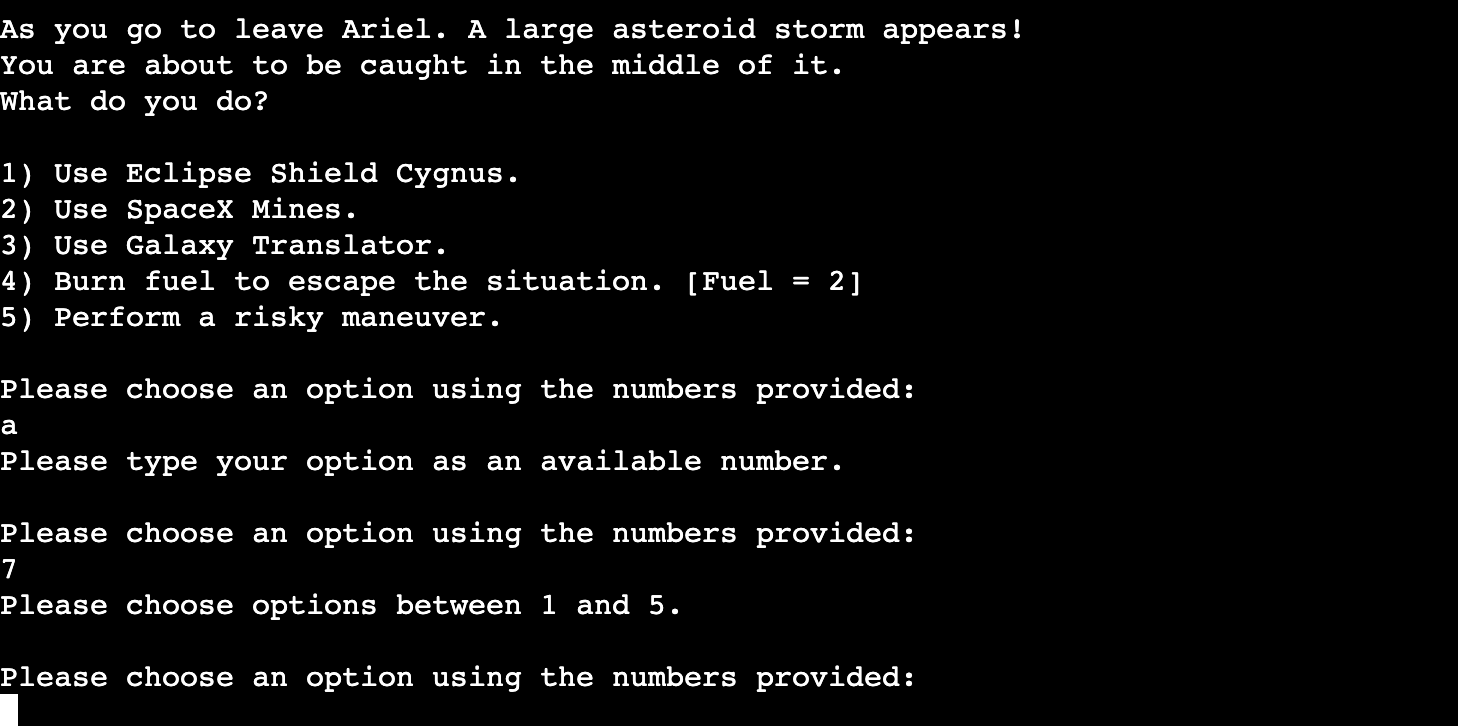 As you go to leave Ariel. A large asteroid storm appears!
You are about to be caught in the middle of it.
What do you do?
1) Use Eclipse Shield Cygnus.
2) Use SpaceX Mines.
3) Use Galaxy Translator.
4) Burn fuel to escape the situation. [Fuel = 2]
5) Perform a risky maneuver.
Please choose an option using the numbers provided:
a
Please type your option as an available number.
Please choose an option using the numbers provided:
7
Please choose options between 1 and 5.
Please choose an option using the numbers provided: